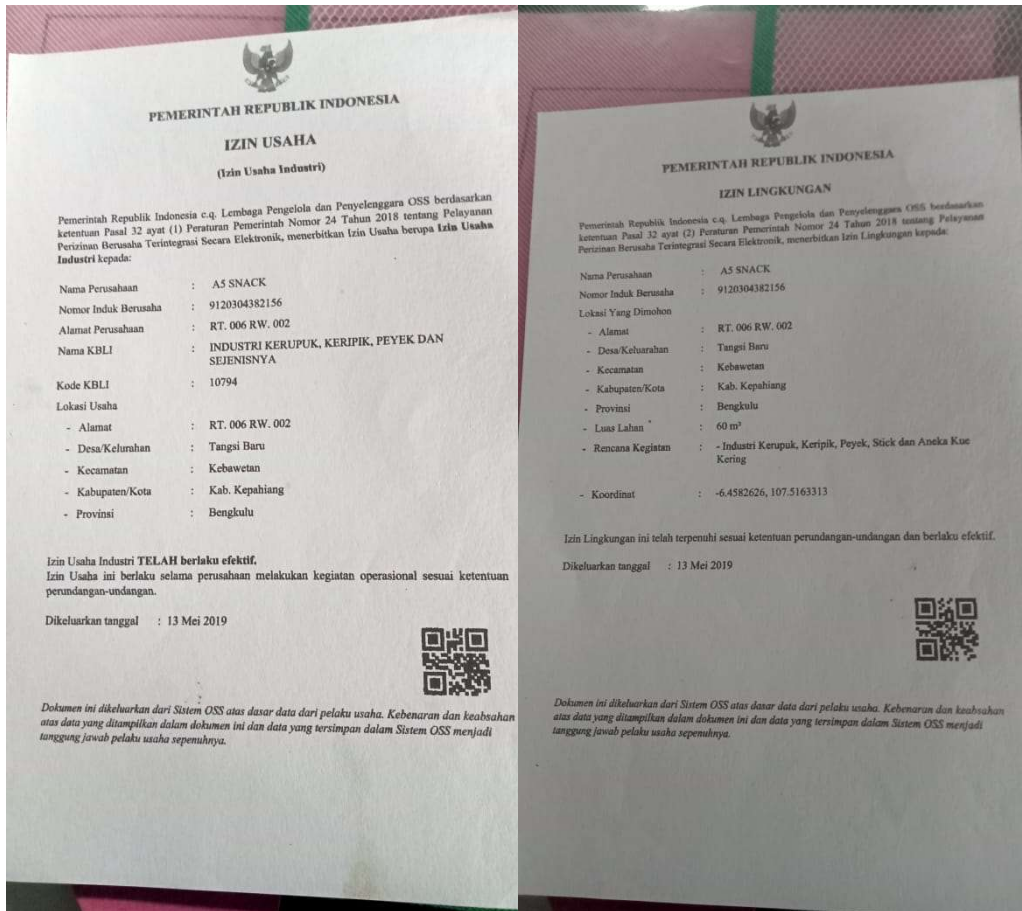 PEMERINTAH REPUBLIK INDONESIA
IZIN USAHA
(Izin Usaha Industri)
Pemerintah Republik Indonesia c.q. Lembaga Pengelola dan Penyelenggara OSS berdasarkan
ketentuan Pasal 32 ayat (1) Peraturan Pemerintah Nomor 24 Tahun 2018 tentang Pelayanan
Perizinan Berusaha Terintegrasi Secara Elektronik, menerbitkan Izin Usaha berupa Izin Usaha
Industri kepada:
Nama Perusahaan : A5 SNACK
Nomor Induk Berusaha : 9120304382156
Alamat Perusahaan : RT. 006 RW. 002
Nama KBLI : INDUSTRI KERUPUK, KERIPIK, PEYEK DAN
SEJENISNYA
Kode KBLI : 10794
Lokasi Usaha
- Alamat : RT. 006 RW. 002
- Desa/Kelurahan : Tangsi Baru
- Kecamatan : Kebawetan
- Kabupaten/Kota : Kab. Kepahiang
- Provinsi : Bengkulu
Izin Usaha Industri TELAH berlaku efektif.
Izin Usaha ini berlaku selama perusahaan melakukan kegiatan operasional sesuai ketentuan
perundangan-undangan.
Dikeluarkan tanggal : 13 Mei 2019
Dokumen ini dikeluarkan dari Sistem OSS atas dasar data dari pelaku usaha. Kebenaran dan keabsahan
atas data yang ditampilkan dalam dokumen ini dan data yang tersimpan dalam Sistem OSS menjadi
tanggung jawab pelaku usaha sepenuhnya.
PEMERINTAH REPUBLIK INDONESIA
IZIN LINGKUNGAN
Pemerintah Republik Indonesia c.q. Lembaga Pengelola dan Penyelenggara OSS berdasarkan
ketentuan Pasal 32 ayat (2) Peraturan Pemerintah Nomor 24 Tahun 2018 tentang Pelayanan
Perizinan Berusaha Terintegrasi Secara Elektronik, menerbitkan Izin Lingkungan kepada:
Nama Perusahaan : A5 SNACK
Nomor Induk Berusaha : 9120304382156
Lokasi Yang Dimohon
- Alamat : RT. 006 RW. 002
- Desa/Keluarahan : Tangsi Baru
- Kecamatan : Kebawetan
- Kabupaten/Kota : Kab. Kepahiang
- Provinsi : Bengkulu
- Luas Lahan : 60 m²
- Rencana Kegiatan : - Industri Kerupuk, Keripik, Peyek, Stick dan Aneka Kue
Kering
- Koordinat : -6.4582626, 107.5163313
Izin Lingkungan ini telah terpenuhi sesuai ketentuan perundangan-undangan dan berlaku efektif.
Dikeluarkan tanggal : 13 Mei 2019
Dokumen ini dikeluarkan dari Sistem OSS atas dasar data dari pelaku usaha. Kebenaran dan keabsahan
atas data yang ditampilkan dalam dokumen ini dan data yang tersimpan dalam Sistem OSS menjadi
tanggung jawab pelaku usaha sepenuhnya.